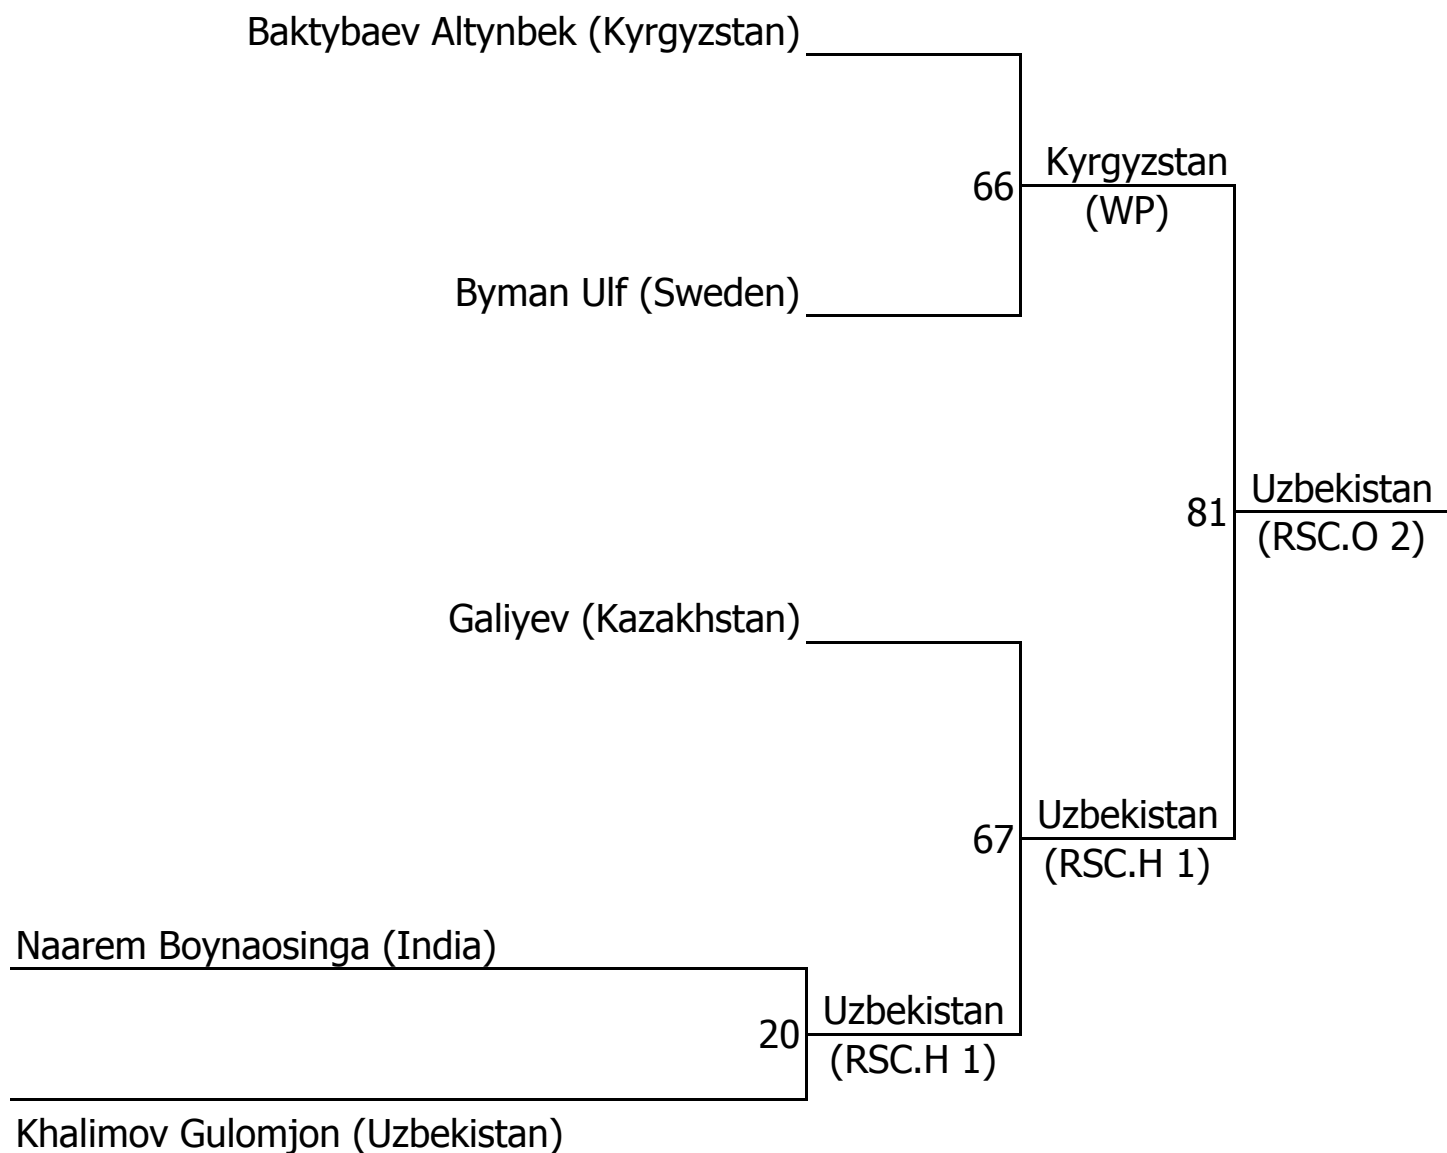 Baktybaev Altynbek (Kyrgyzstan)
66
Kyrgyzstan
(WP)
Byman Ulf (Sweden)
81
Uzbekistan
(RSC.O 2)
Galiyev (Kazakhstan)
67
Uzbekistan
(RSC.H 1)
Naarem Boynaosinga (India)
20
Uzbekistan
(RSC.H 1)
Khalimov Gulomjon (Uzbekistan)